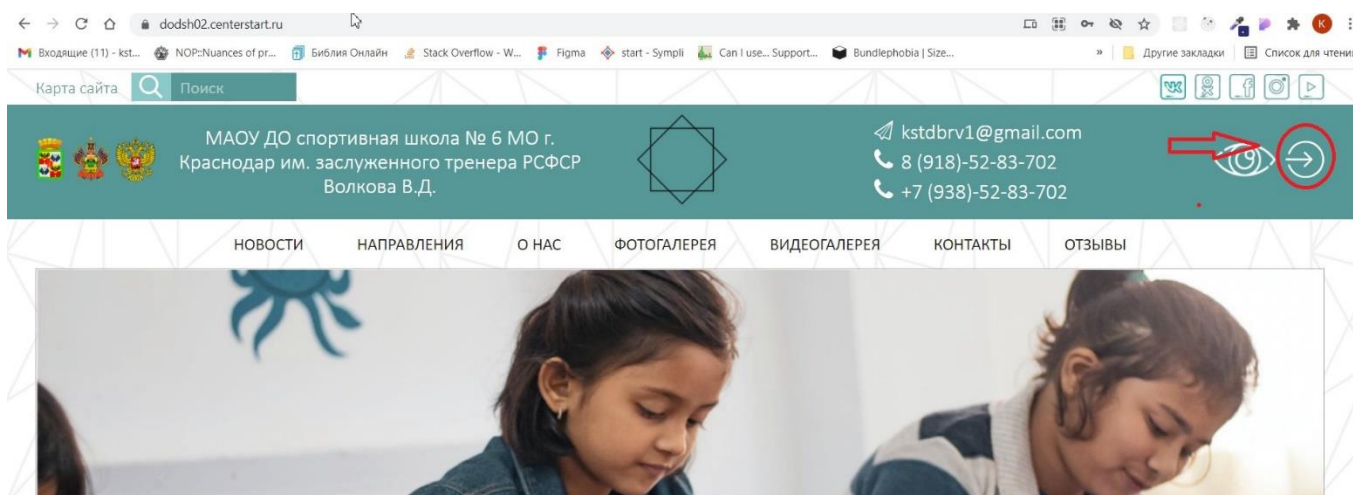 dodsh02.centerstart.ru
Входящие (11) - kst...
NOP::Nuances of pr...
Библия Онлайн
Stack Overflow - W...
Figma
start - Sympli
Can I use... Support...
Bundlephobia | Size...
»
Другие закладки
Список для чтения
Карта сайта
Поиск
МАОУ ДО спортивная школа № 6 МО г.
Краснодар им. заслуженного тренера РСФСР
Волкова В.Д.
kstdbrv1@gmail.com
8 (918)-52-83-702
+7 (938)-52-83-702
НОВОСТИ НАПРАВЛЕНИЯ О НАС ФОТОГАЛЕРЕЯ ВИДЕОГАЛЕРЕЯ КОНТАКТЫ ОТЗЫВЫ